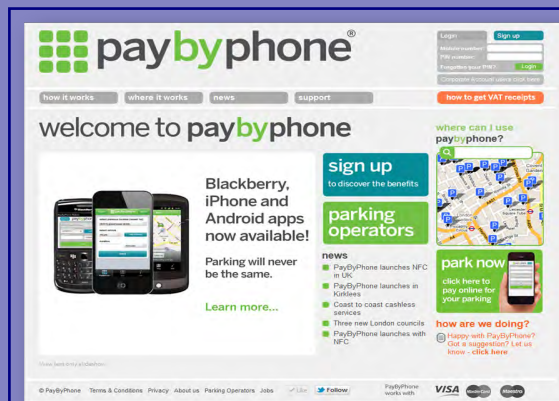 paybyphone®
Login
Sign up
Mobile number:
PIN number:
Forgotten your PIN?
Login
Corporate Account users click here
how it works
where it works
news
support
how to get VAT receipts
welcome to paybyphone
Blackberry,
iPhone and
Android apps
now available!
Parking will never
be the same.
Learn more...
sign up
to discover the benefits
parking
operators
news
PayByPhone launches NFC
in UK
PayByPhone launches in
Kirklees
Coast to coast cashless
services
Three new London councils
PayByPhone launches with
NFC
where can I use
paybyphone?
park now
click here to
pay online for
your parking
how are we doing?
Happy with PayByPhone?
Got a suggestion? Let us
know - click here
© PayByPhone Terms & Conditions Privacy About us Parking Operators Jobs
Like
Follow
PayByPhone
works with
VISA
MasterCard
Maestro